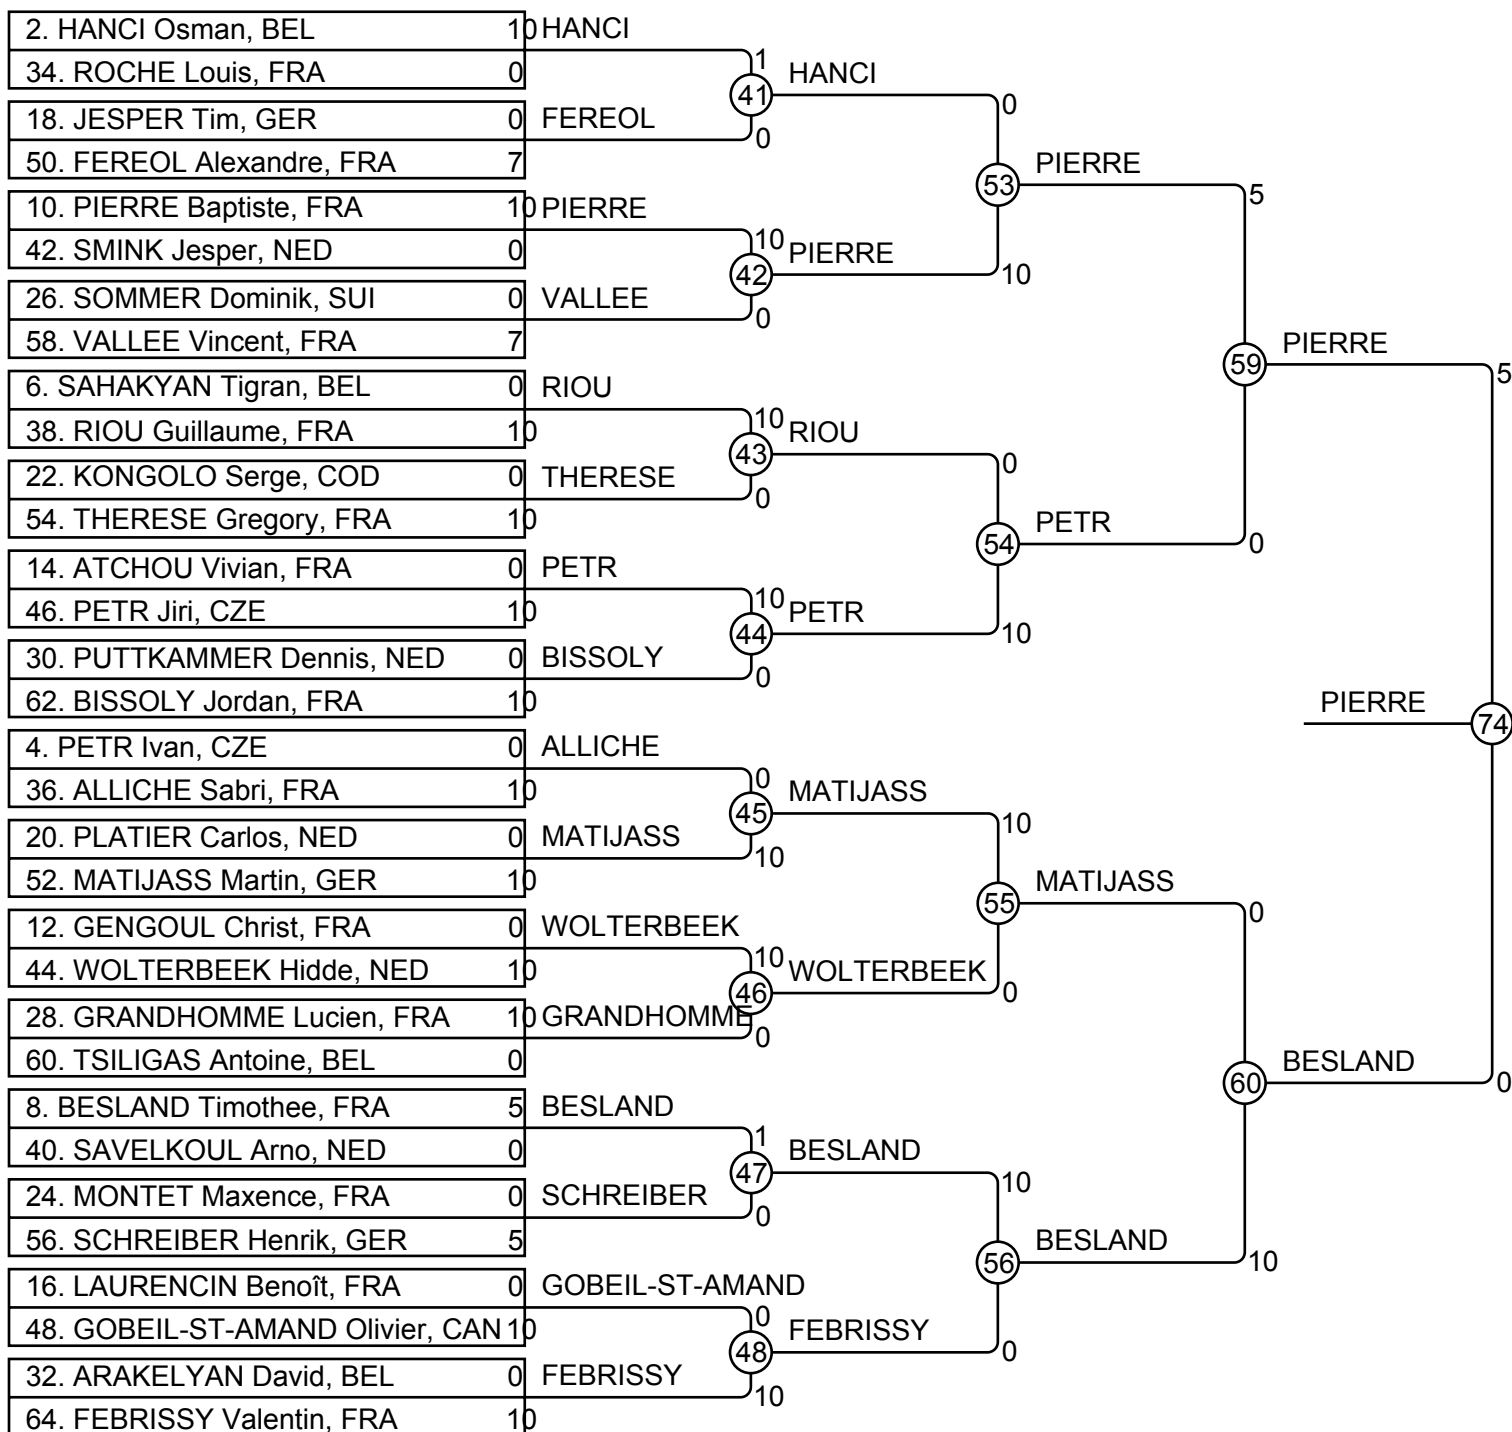 2. HANCI Osman, BEL 10 HANCI
1
34. ROCHE Louis, FRA 0
HANCI
41
0
18. JESPER Tim, GER 0 FEREOL
0
50. FEREOL Alexandre, FRA 7
PIERRE
53
5
10. PIERRE Baptiste, FRA 10 PIERRE
10
42. SMINK Jesper, NED 0
PIERRE
42
10
26. SOMMER Dominik, SUI 0 VALLEE
0
58. VALLEE Vincent, FRA 7
PIERRE
59
5
6. SAHAKYAN Tigran, BEL 0 RIOU
10
38. RIOU Guillaume, FRA 10
RIOU
43
0
22. KONGOLO Serge, COD 0 THERESE
0
54. THERESE Gregory, FRA 10
PETR
54
0
14. ATCHOU Vivian, FRA 0 PETR
10
46. PETR Jiri, CZE 10
PETR
44
10
30. PUTTKAMMER Dennis, NED 0 BISSOLY
0
62. BISSOLY Jordan, FRA 10
PIERRE
74
4. PETR Ivan, CZE 0 ALLICHE
0
36. ALLICHE Sabri, FRA 10
MATIJASS
45
10
20. PLATIER Carlos, NED 0 MATIJASS
10
52. MATIJASS Martin, GER 10
MATIJASS
55
0
12. GENGOUL Christ, FRA 0 WOLTERBEEK
10
44. WOLTERBEEK Hidde, NED 10
WOLTERBEEK
46
0
28. GRANDHOMME Lucien, FRA 10 GRANDHOMME
0
60. TSILIGAS Antoine, BEL 0
BESLAND
60
0
8. BESLAND Timothee, FRA 5 BESLAND
1
40. SAVELKOUL Arno, NED 0
BESLAND
47
10
24. MONTET Maxence, FRA 0 SCHREIBER
0
56. SCHREIBER Henrik, GER 5
BESLAND
56
10
16. LAURENCIN Benoît, FRA 0 GOBEIL-ST-AMAND
0
48. GOBEIL-ST-AMAND Olivier, CAN 10
FEBRISSY
48
0
32. ARAKELYAN David, BEL 0 FEBRISSY
10
64. FEBRISSY Valentin, FRA 10